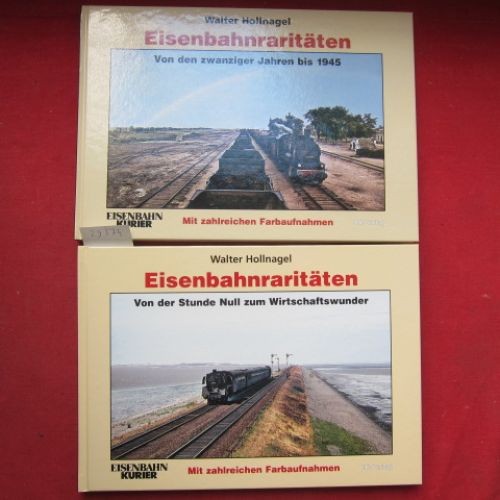 Walter Hollnagel
Eisenbahnraritäten
Von den zwanziger Jahren bis 1945
EISENBAHN
KURIER
Mit zahlreichen Farbaufnahmen
Walter Hollnagel
Eisenbahnraritäten
Von der Stunde Null zum Wirtschaftswunder
EISENBAHN
KURIER
Mit zahlreichen Farbaufnahmen